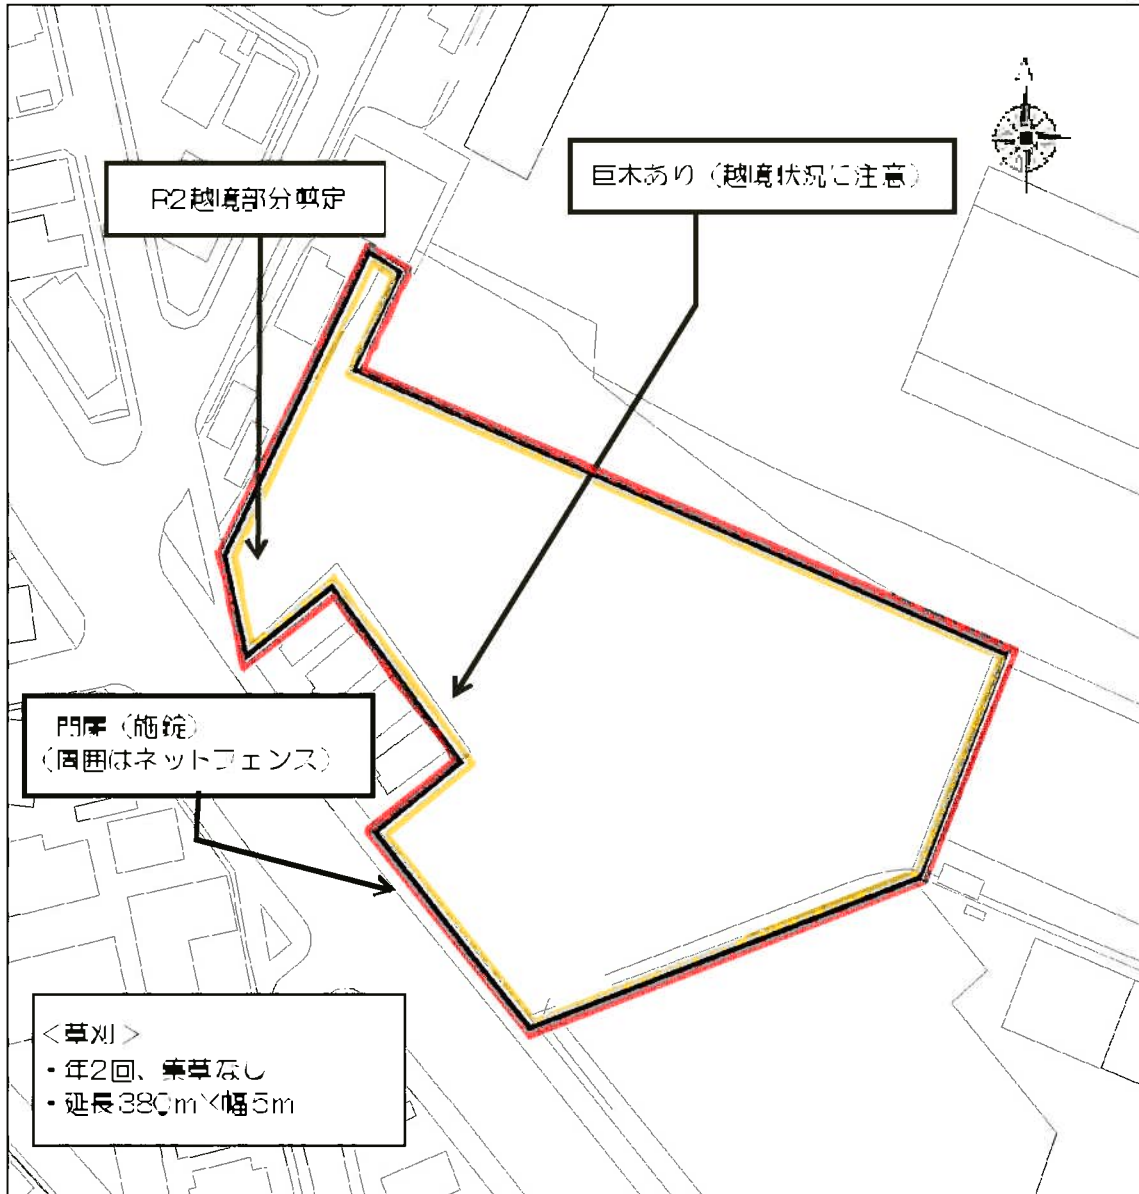 R2越境部分剪定
巨木あり（越境状況に注意）
門扉（施錠）
（周囲はネットフェンス）
＜草刈＞
・年2回、集草なし
・延長380m×幅5m